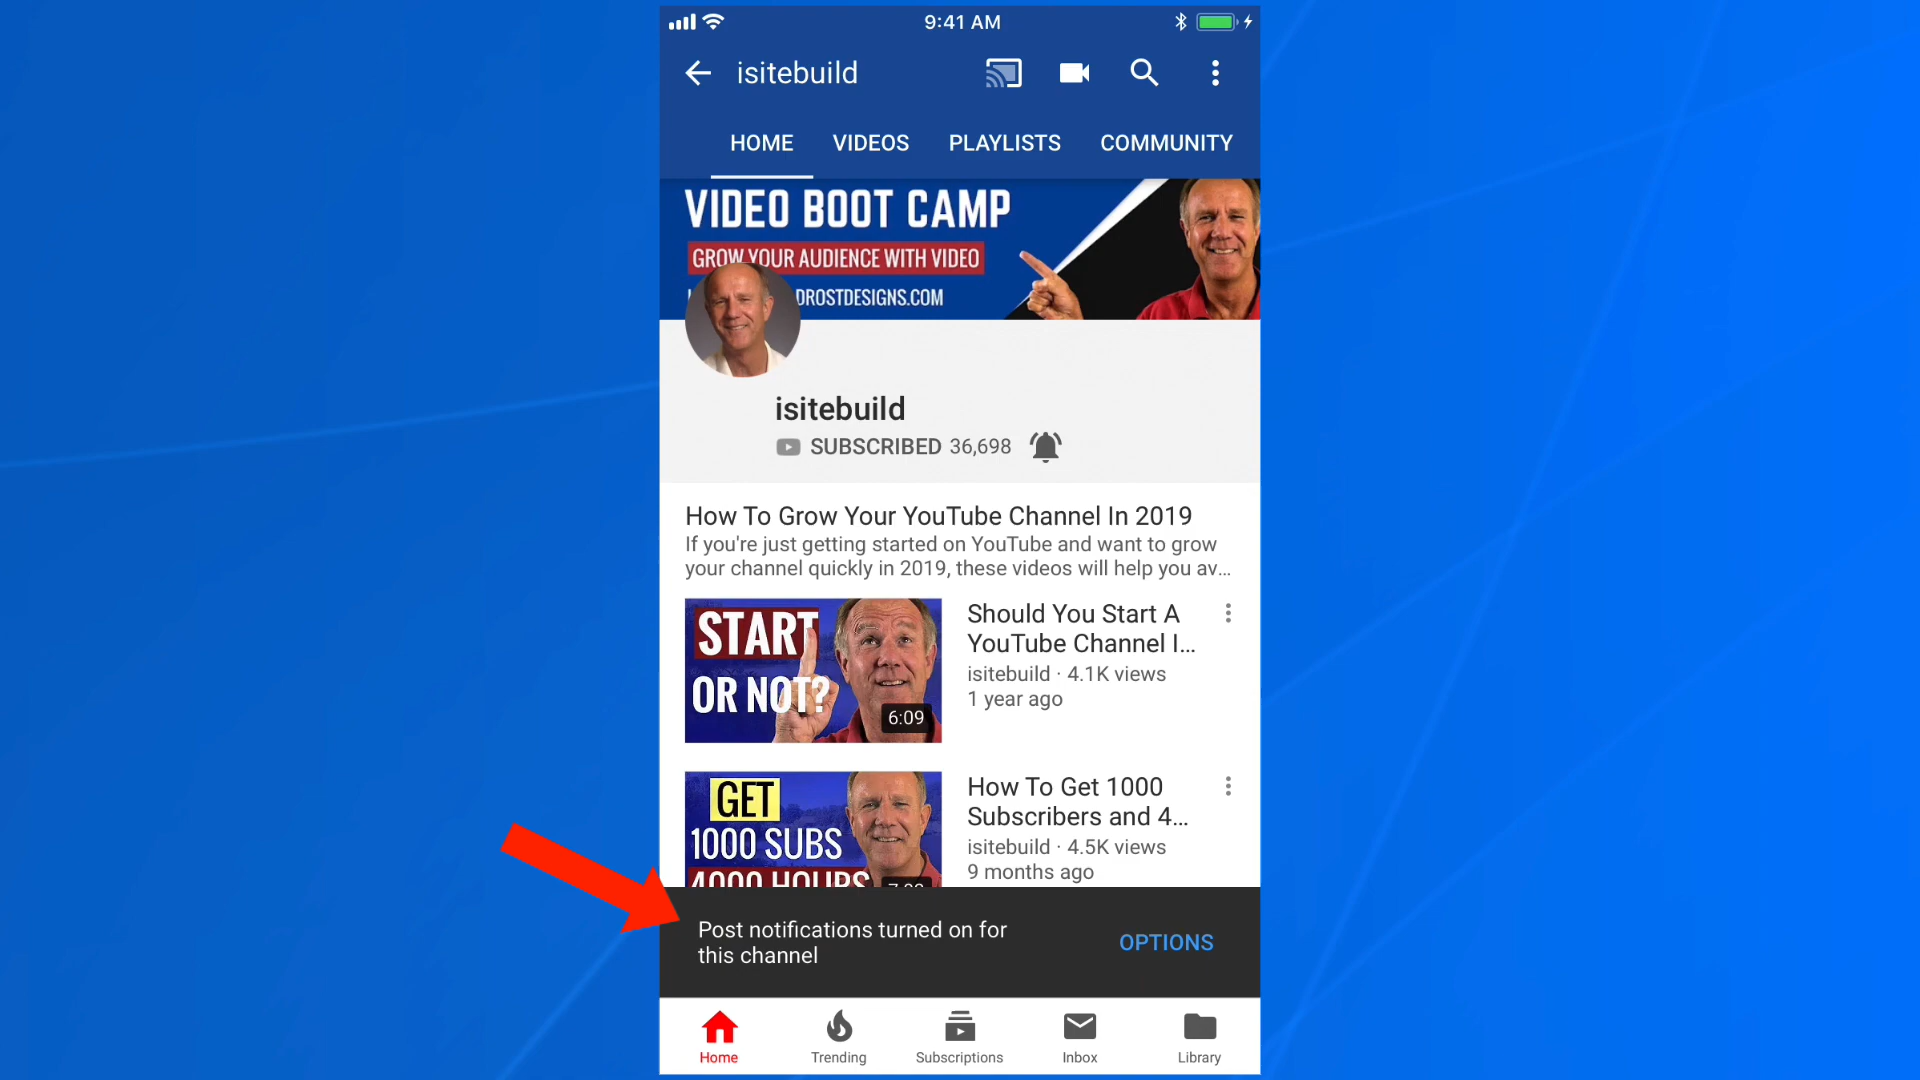 9:41 AM
isitebuild
HOME VIDEOS PLAYLISTS COMMUNITY
VIDEO BOOT CAMP
GROW YOUR AUDIENCE WITH VIDEO
DROSTDESIGNS.COM
isitebuild
SUBSCRIBED 36,698
How To Grow Your YouTube Channel In 2019
If you're just getting started on YouTube and want to grow
your channel quickly in 2019, these videos will help you av...
START
OR NOT?
6:09
Should You Start A
YouTube Channel I...
isitebuild · 4.1K views
1 year ago
GET
1000 SUBS
4000 HOURS
How To Get 1000
Subscribers and 4...
isitebuild · 4.5K views
9 months ago
Post notifications turned on for
this channel
OPTIONS
Home Trending Subscriptions Inbox Library